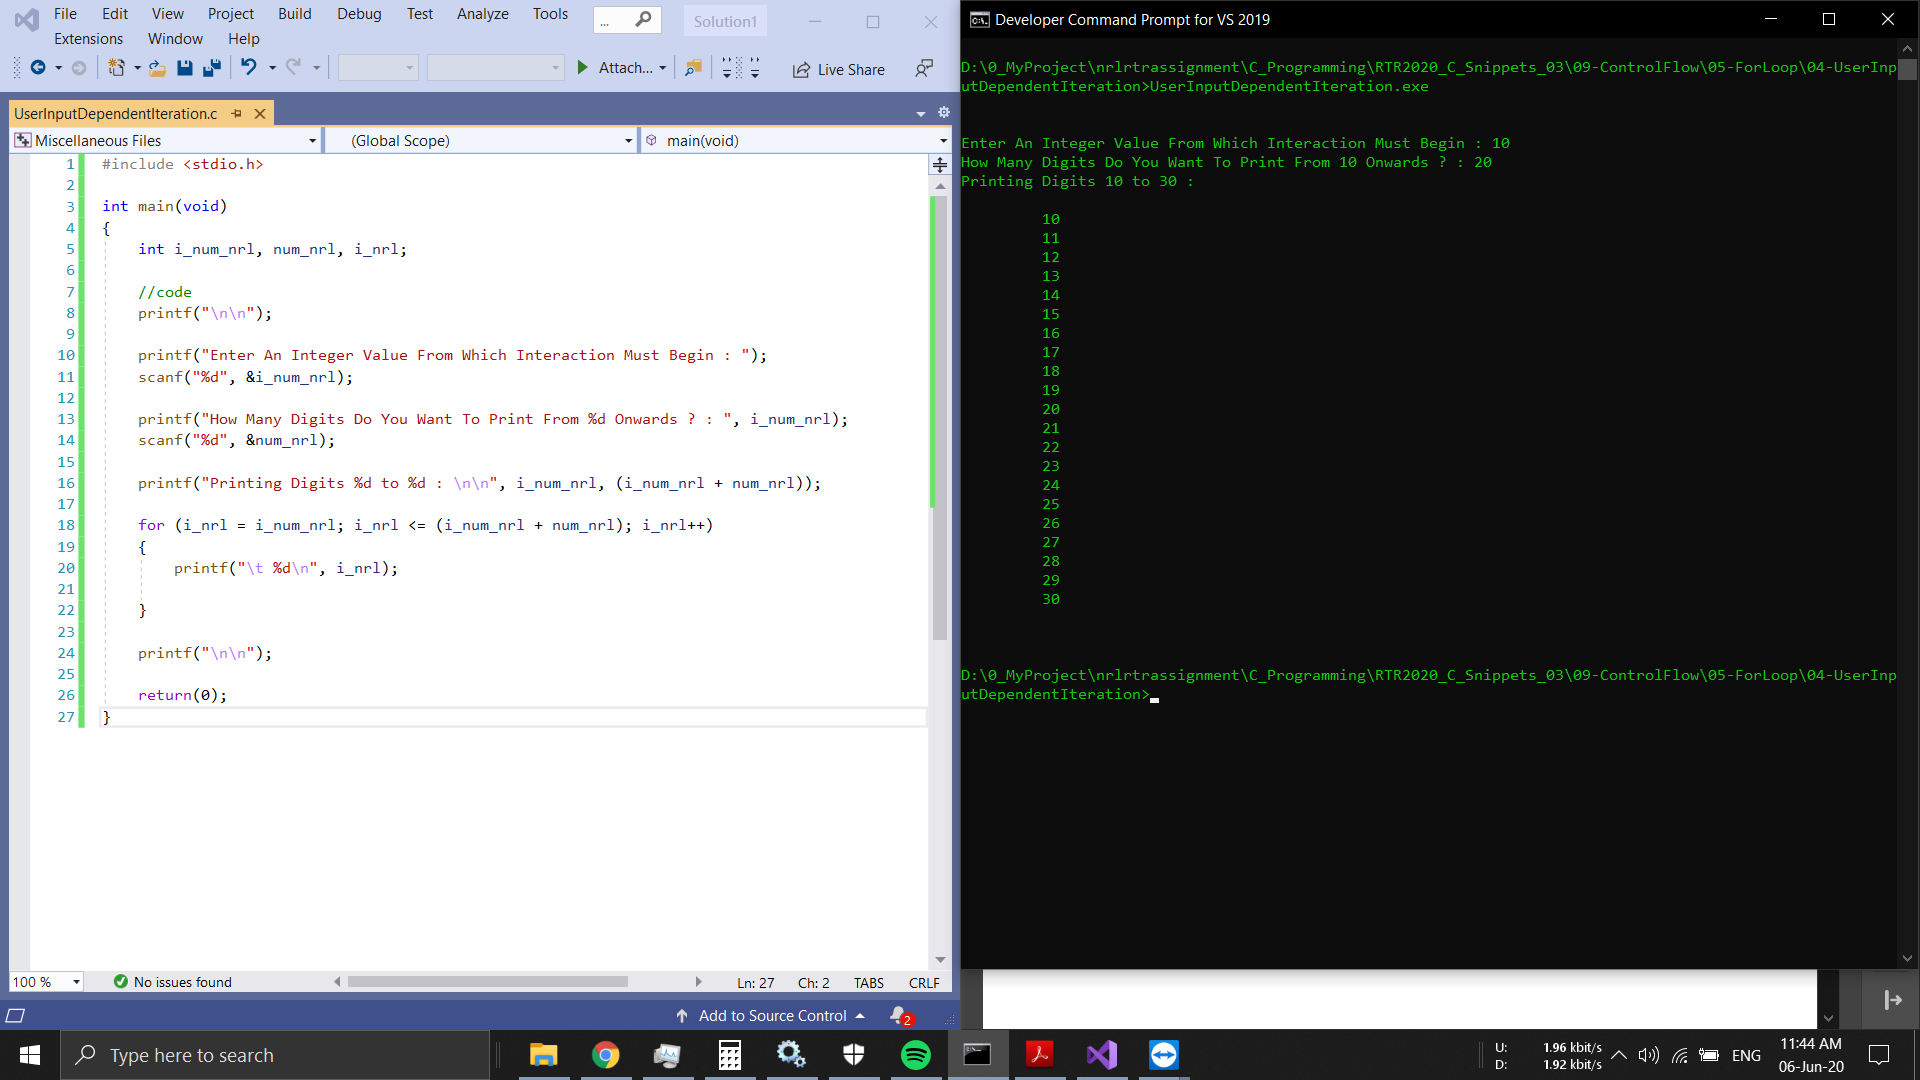 File Edit View Project Build Debug Test Analyze Tools ... Solution1
Extensions Window Help
Attach... Live Share
UserInputDependentIteration.c
Miscellaneous Files (Global Scope) main(void)
1 #include <stdio.h>
2
3 int main(void)
4 {
5 int i_num_nrl, num_nrl, i_nrl;
6
7 //code
8 printf("\n\n");
9
10 printf("Enter An Integer Value From Which Interaction Must Begin : ");
11 scanf("%d", &i_num_nrl);
12
13 printf("How Many Digits Do You Want To Print From %d Onwards ? : ", i_num_nrl);
14 scanf("%d", &num_nrl);
15
16 printf("Printing Digits %d to %d : \n\n", i_num_nrl, (i_num_nrl + num_nrl));
17
18 for (i_nrl = i_num_nrl; i_nrl <= (i_num_nrl + num_nrl); i_nrl++)
19 {
20 printf("\t %d\n", i_nrl);
21
22 }
23
24 printf("\n\n");
25
26 return(0);
27 }
100 % No issues found Ln: 27 Ch: 2 TABS CRLF
Add to Source Control 2
Developer Command Prompt for VS 2019
D:\0_MyProject\nrlrtrassignment\C_Programming\RTR2020_C_Snippets_03\09-ControlFlow\05-ForLoop\04-UserInp
utDependentIteration>UserInputDependentIteration.exe
Enter An Integer Value From Which Interaction Must Begin : 10
How Many Digits Do You Want To Print From 10 Onwards ? : 20
Printing Digits 10 to 30 :
10
11
12
13
14
15
16
17
18
19
20
21
22
23
24
25
26
27
28
29
30
D:\0_MyProject\nrlrtrassignment\C_Programming\RTR2020_C_Snippets_03\09-ControlFlow\05-ForLoop\04-UserInp
utDependentIteration>
Type here to search
U: 1.96 kbit/s
D: 1.92 kbit/s
ENG
11:44 AM
06-Jun-20